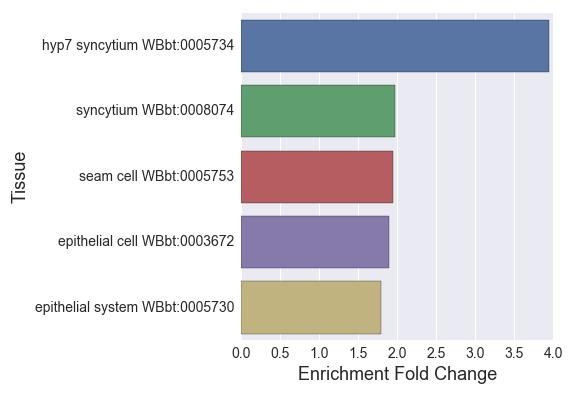 hyp7 syncytium WBbt:0005734
syncytium WBbt:0008074
seam cell WBbt:0005753
epithelial cell WBbt:0003672
epithelial system WBbt:0005730
Tissue
0.0 0.5 1.0 1.5 2.0 2.5 3.0 3.5 4.0
Enrichment Fold Change